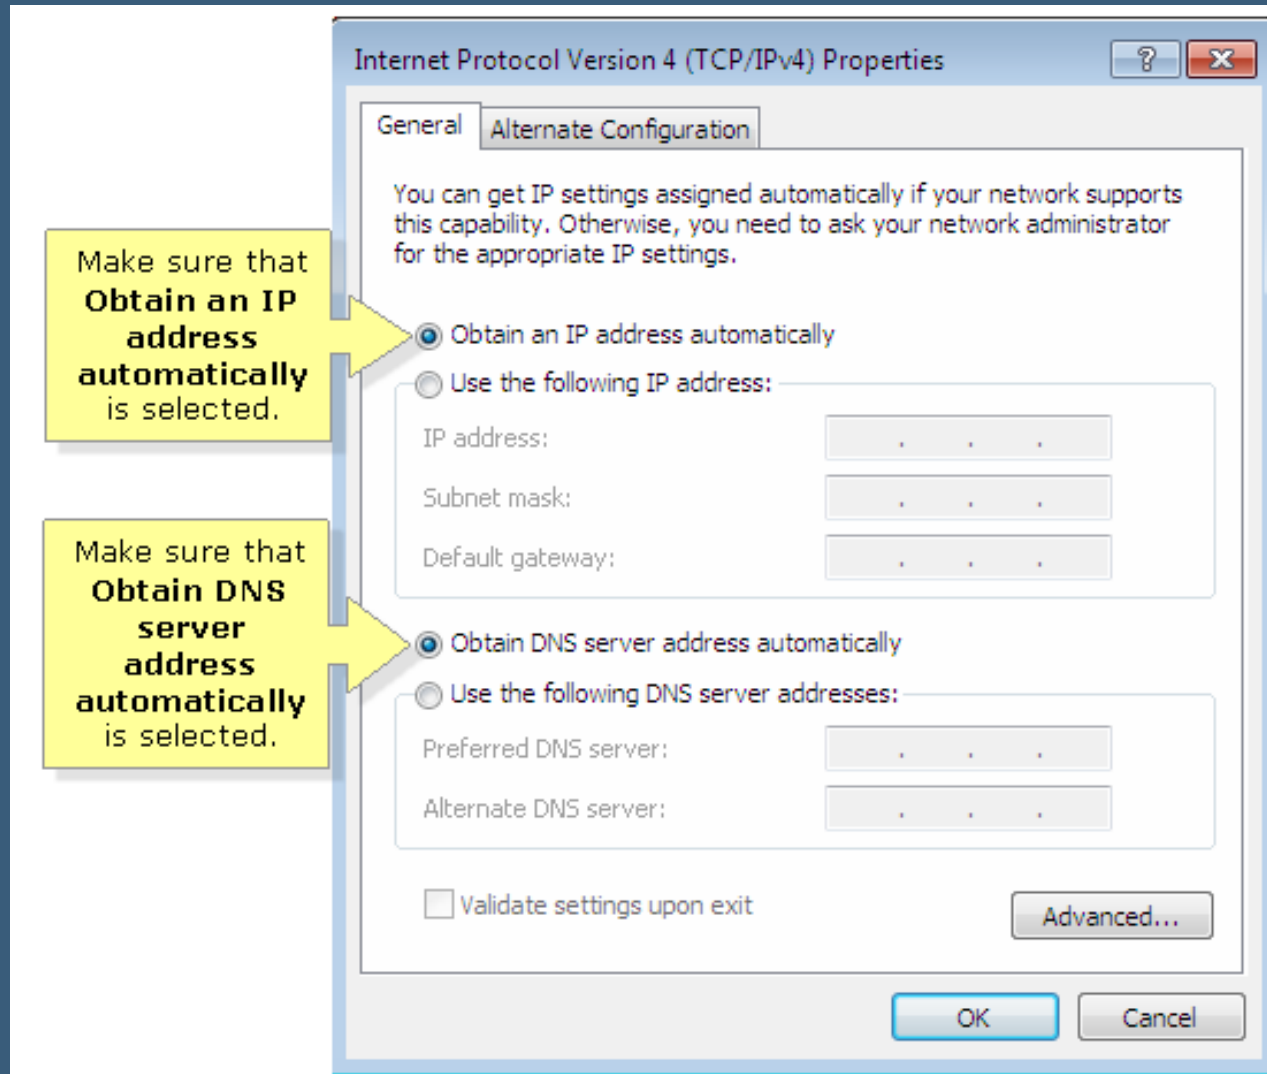 Internet Protocol Version 4 (TCP/IPv4) Properties
General
Alternate Configuration
You can get IP settings assigned automatically if your network supports
this capability. Otherwise, you need to ask your network administrator
for the appropriate IP settings.
Make sure that
Obtain an IP
address
automatically
is selected.
Obtain an IP address automatically
Use the following IP address:
IP address:
Subnet mask:
Default gateway:
Make sure that
Obtain DNS
server
address
automatically
is selected.
Obtain DNS server address automatically
Use the following DNS server addresses:
Preferred DNS server:
Alternate DNS server:
Validate settings upon exit
Advanced...
OK
Cancel